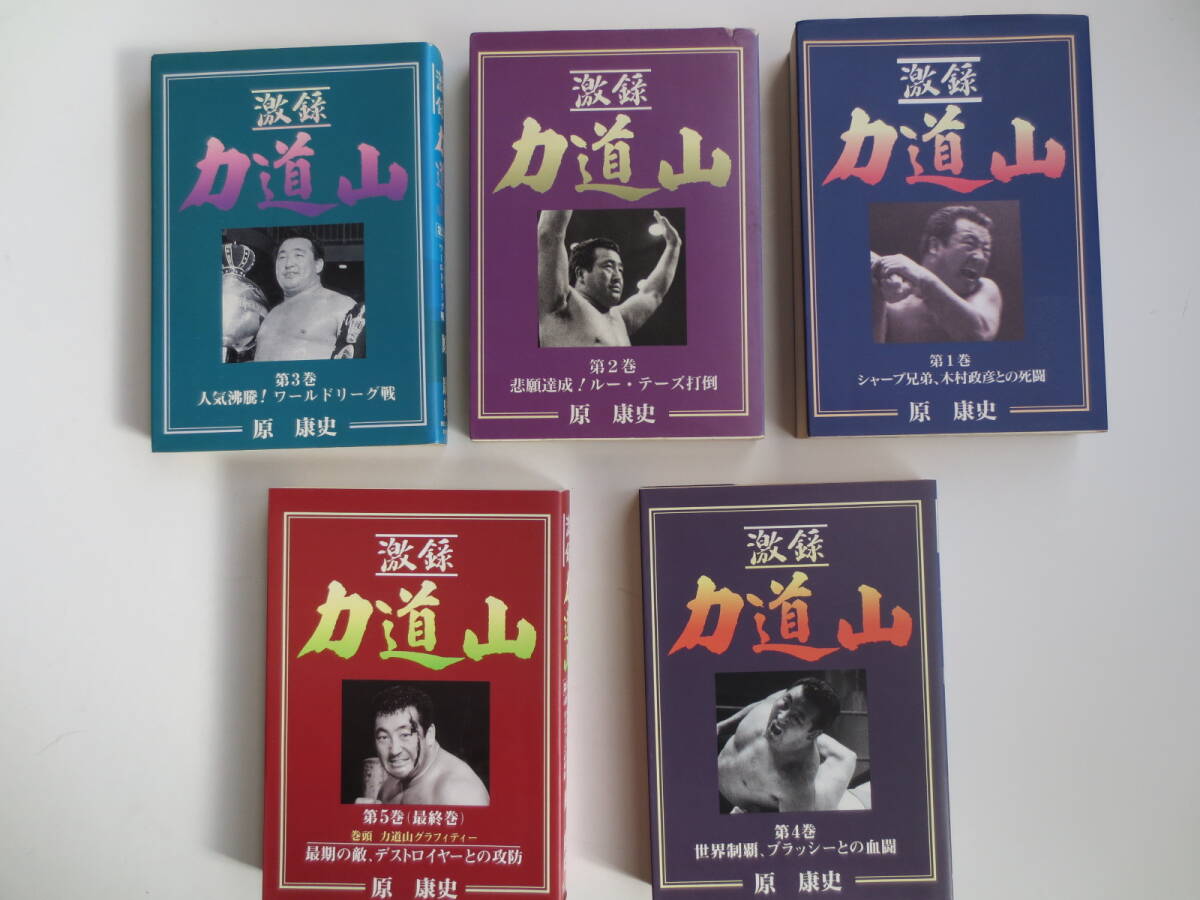 激録
力道山
第3巻
人気沸騰!ワールドリーグ戦
原 康史
激録
力道山
第2巻
悲願達成!ルー・テーズ打倒
原 康史
激録
力道山
第1巻
シャープ兄弟、木村政彦との死闘
原 康史
激録
力道山
第5巻(最終巻)
巻頭 力道山グラフィティー
最期の敵、デストロイヤーとの攻防
原 康史
激録
力道山
第4巻
世界制覇、ブラッシーとの血闘
原 康史